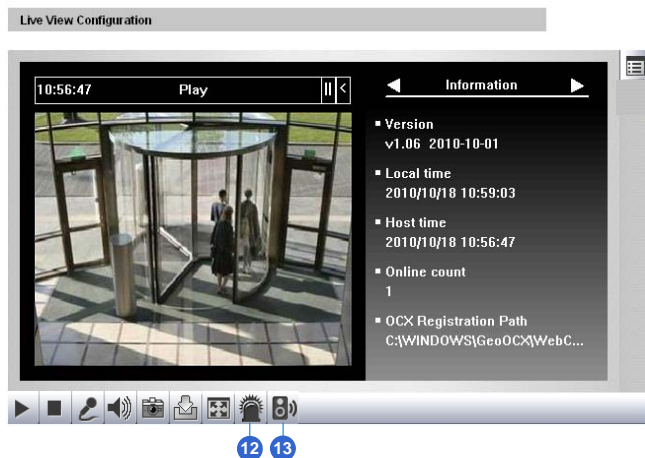 Live View Configuration
10:56:47 Play
Information
Version
v1.06 2010-10-01
Local time
2010/10/18 10:59:03
Host time
2010/10/18 10:56:47
Online count
1
OCX Registration Path
C:\WINDOWS\GeoOCX\WebC...
12 13